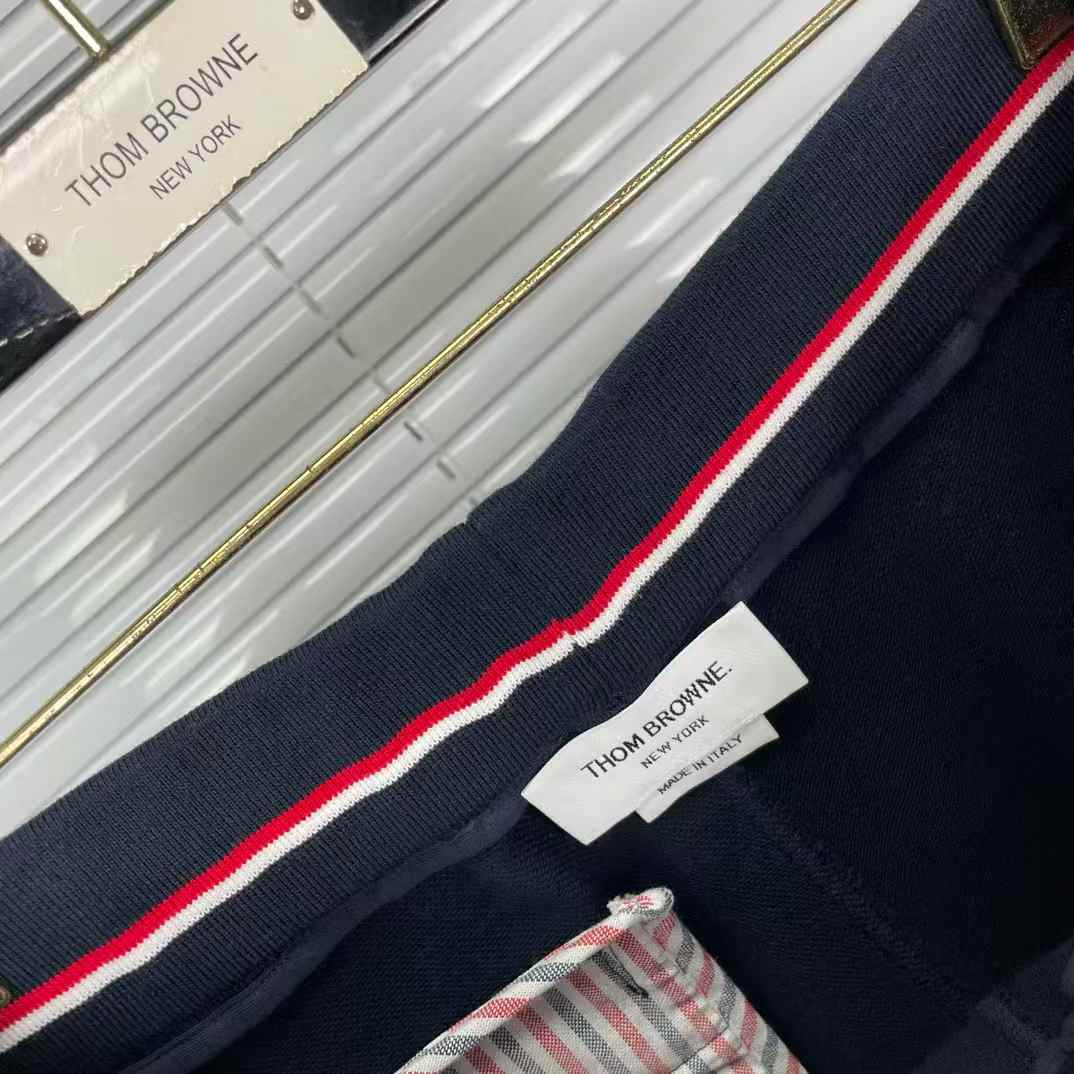 THOM BROWNE
NEW YORK
THOM BROWNE.
NEW YORK
MADE IN ITALY